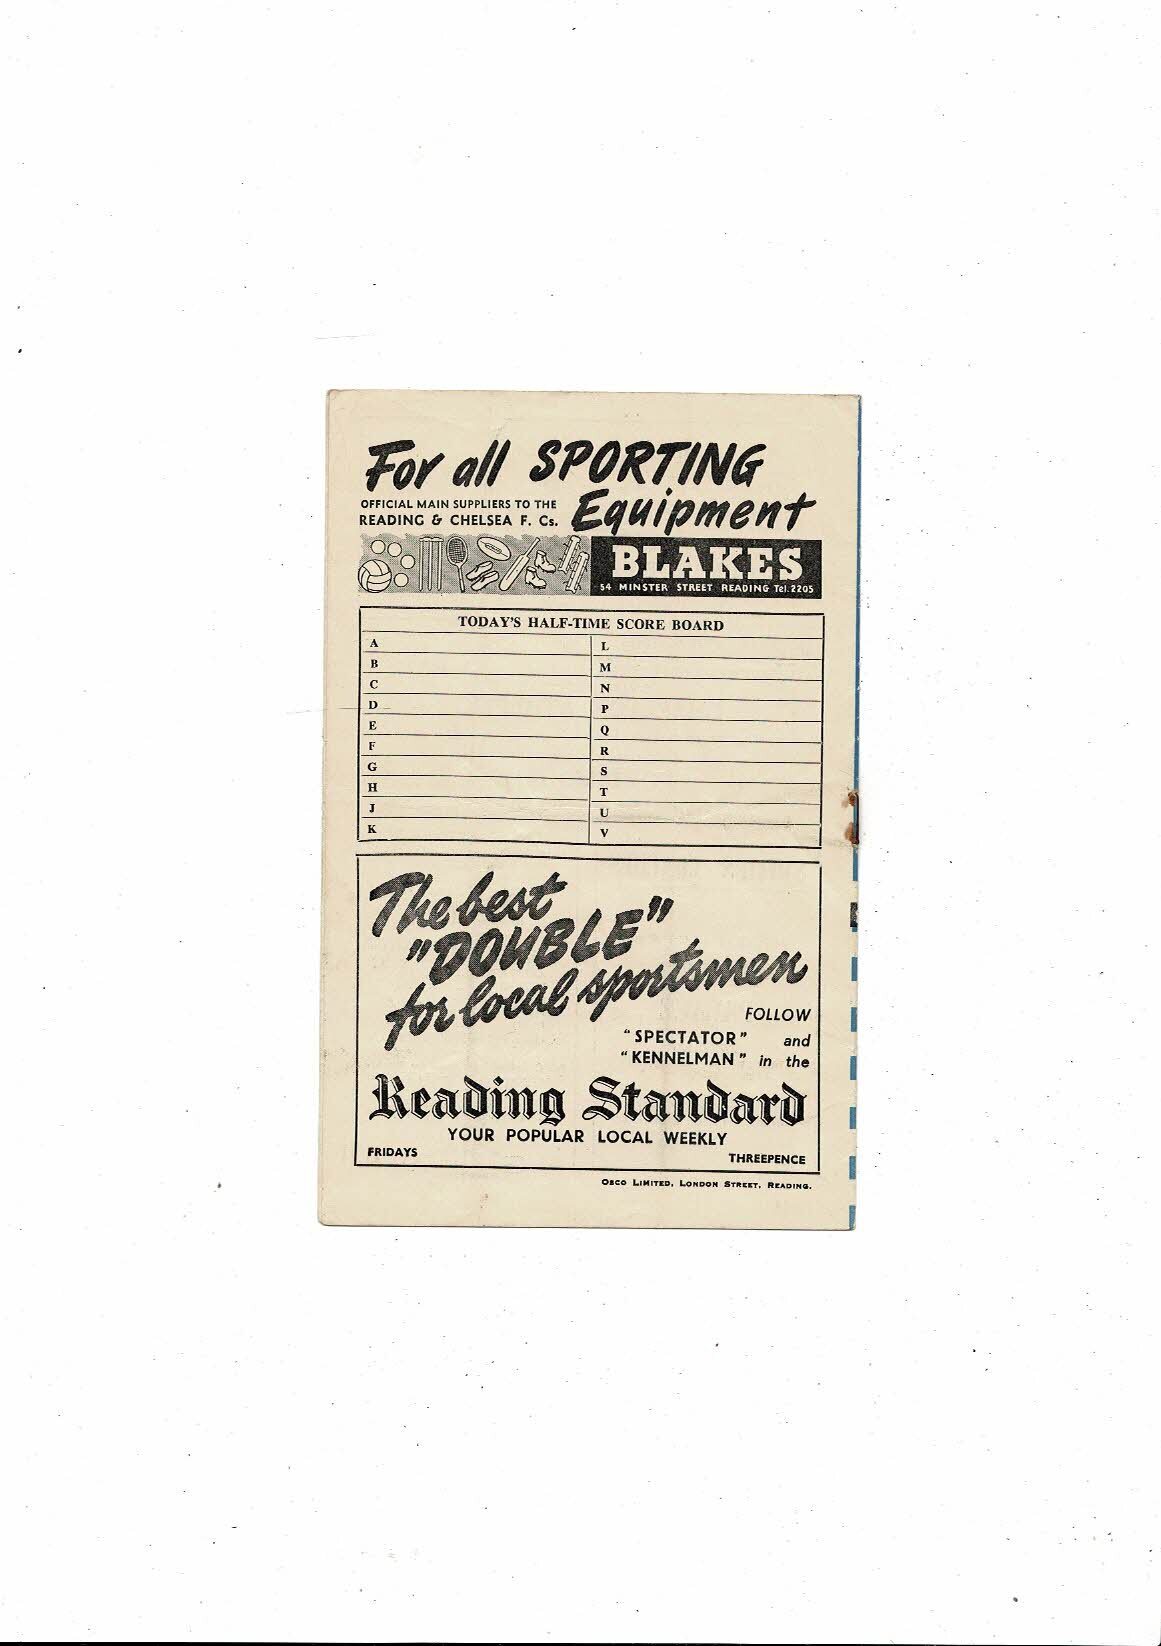 For all SPORTING
OFFICIAL MAIN SUPPLIERS TO THE
READING & CHELSEA F. Cs.
Equipment
BLAKES
54 MINSTER STREET READING Tel. 2205
TODAY'S HALF-TIME SCORE BOARD
A
B
C
D
E
F
G
H
J
K
L
M
N
P
Q
R
S
T
U
V
The best
"DOUBLE"
for local sportsmen
FOLLOW
"SPECTATOR" and
"KENNELMAN" in the
Reading Standard
YOUR POPULAR LOCAL WEEKLY
FRIDAYS
THREEPENCE
Osco Limited, London Street, Reading.